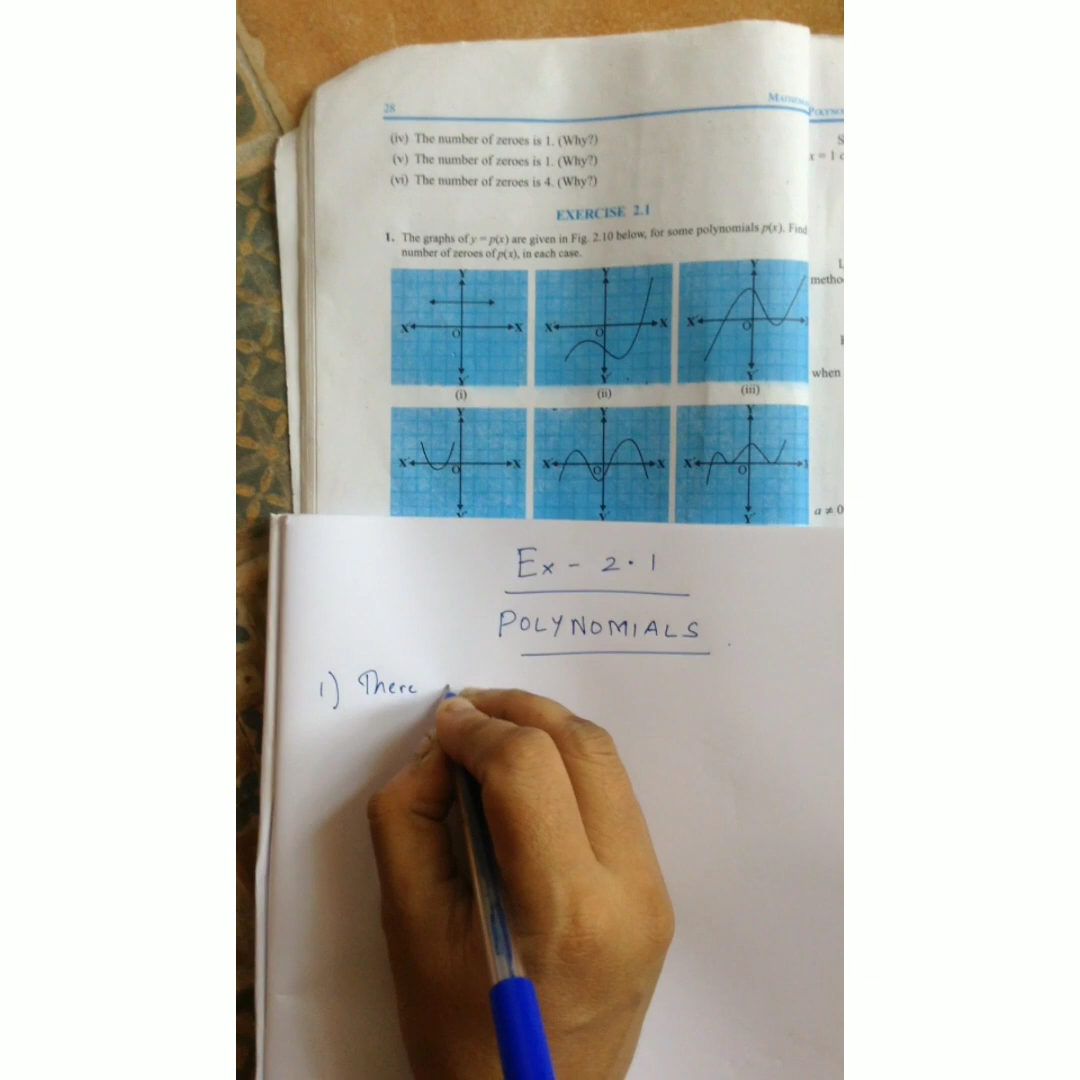 28
(iv) The number of zeroes is 1. (Why?)
(v) The number of zeroes is 1. (Why?)
(vi) The number of zeroes is 4. (Why?)
EXERCISE 2.1
1. The graphs of y = p(x) are given in Fig. 2.10 below, for some polynomials p(x). Find
number of zeroes of p(x), in each case.
Y Y Y
X' O X X' O X X' O
Y' Y' Y'
(i) (ii) (iii)
Y Y Y
X' O X X' O X X' O X
Y' Y' Y'
x = 1
metho
when
a ≠ 0
Ex - 2.1
POLYNOMIALS
1) There